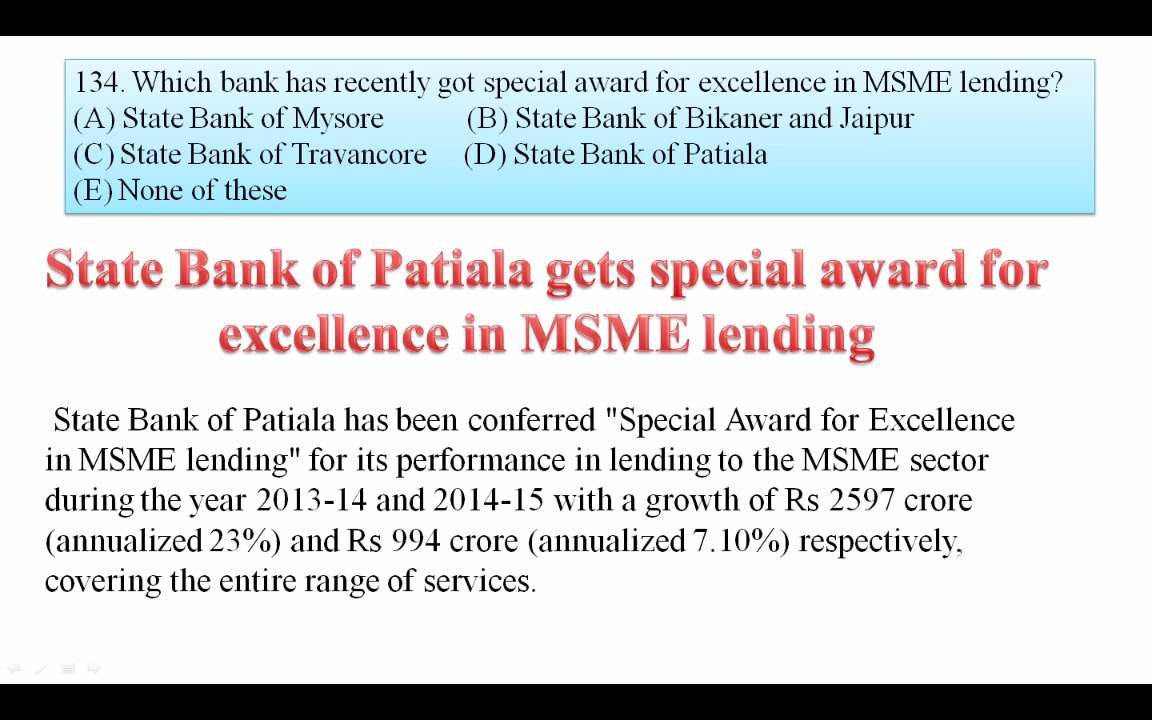 134. Which bank has recently got special award for excellence in MSME lending?
(A) State Bank of Mysore (B) State Bank of Bikaner and Jaipur
(C) State Bank of Travancore (D) State Bank of Patiala
(E) None of these
State Bank of Patiala gets special award for
excellence in MSME lending
State Bank of Patiala has been conferred "Special Award for Excellence
in MSME lending" for its performance in lending to the MSME sector
during the year 2013-14 and 2014-15 with a growth of Rs 2597 crore
(annualized 23%) and Rs 994 crore (annualized 7.10%) respectively,
covering the entire range of services.